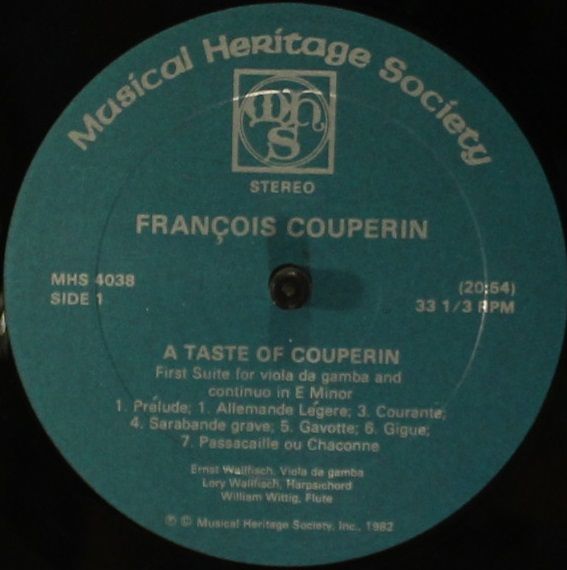 Musical Heritage Society
mhs
STEREO
FRANÇOIS COUPERIN
MHS 4038
SIDE 1
(20:54)
33 1/3 RPM
A TASTE OF COUPERIN
First Suite for viola da gamba and
continuo in E Minor
1. Prélude; 1. Allemande Légere; 3. Courante;
4. Sarabande grave; 5. Gavotte; 6. Gigue;
7. Passacaille ou Chaconne
Ernst Wallfisch, Viola da gamba
Lory Wallfisch, Harpsichord
William Wittig, Flute
℗ © Musical Heritage Society, Inc., 1982